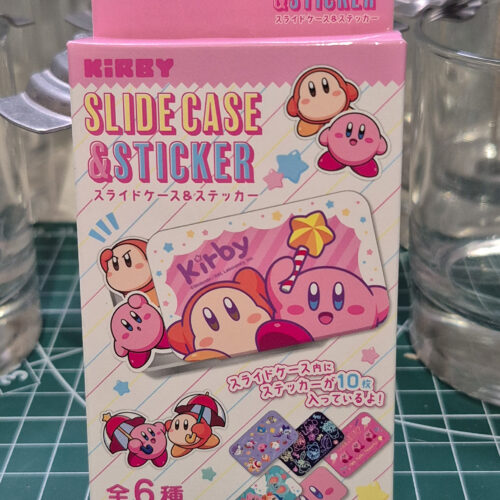 &STICKER
スライドケース&ステッカー
KiRBY
SLIDE CASE
&STICKER
スライドケース&ステッカー
Kirby
スライドケース内に
ステッカーが10枚
入っているよ!
全6種